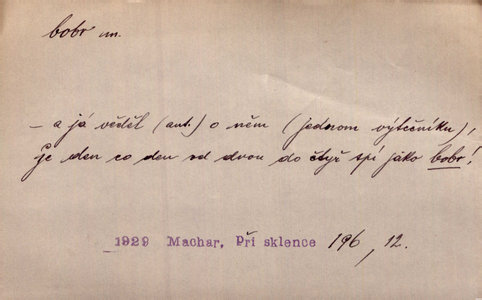 bobr m.
– a já věděl (aut.) o něm (jednom výtečníku),
že den co den od dvou do čtyř spí jako bobr!
1929 Machar, Při sklence 196, 12.